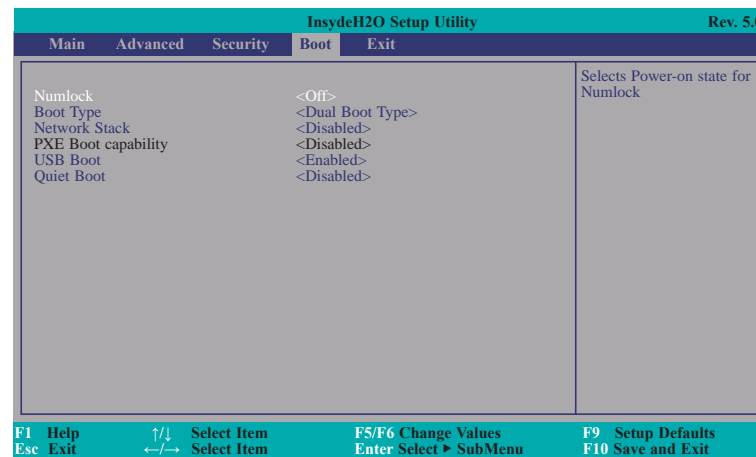 InsydeH2O Setup Utility Rev. 5.
Main Advanced Security Boot Exit
Numlock <Off>
Boot Type <Dual Boot Type>
Network Stack <Disabled>
PXE Boot capability <Disabled>
USB Boot <Enabled>
Quiet Boot <Disabled>
Selects Power-on state for
Numlock
F1 Help ↑/↓ Select Item F5/F6 Change Values F9 Setup Defaults
Esc Exit ←/→ Select Item Enter Select ▶ SubMenu F10 Save and Exit